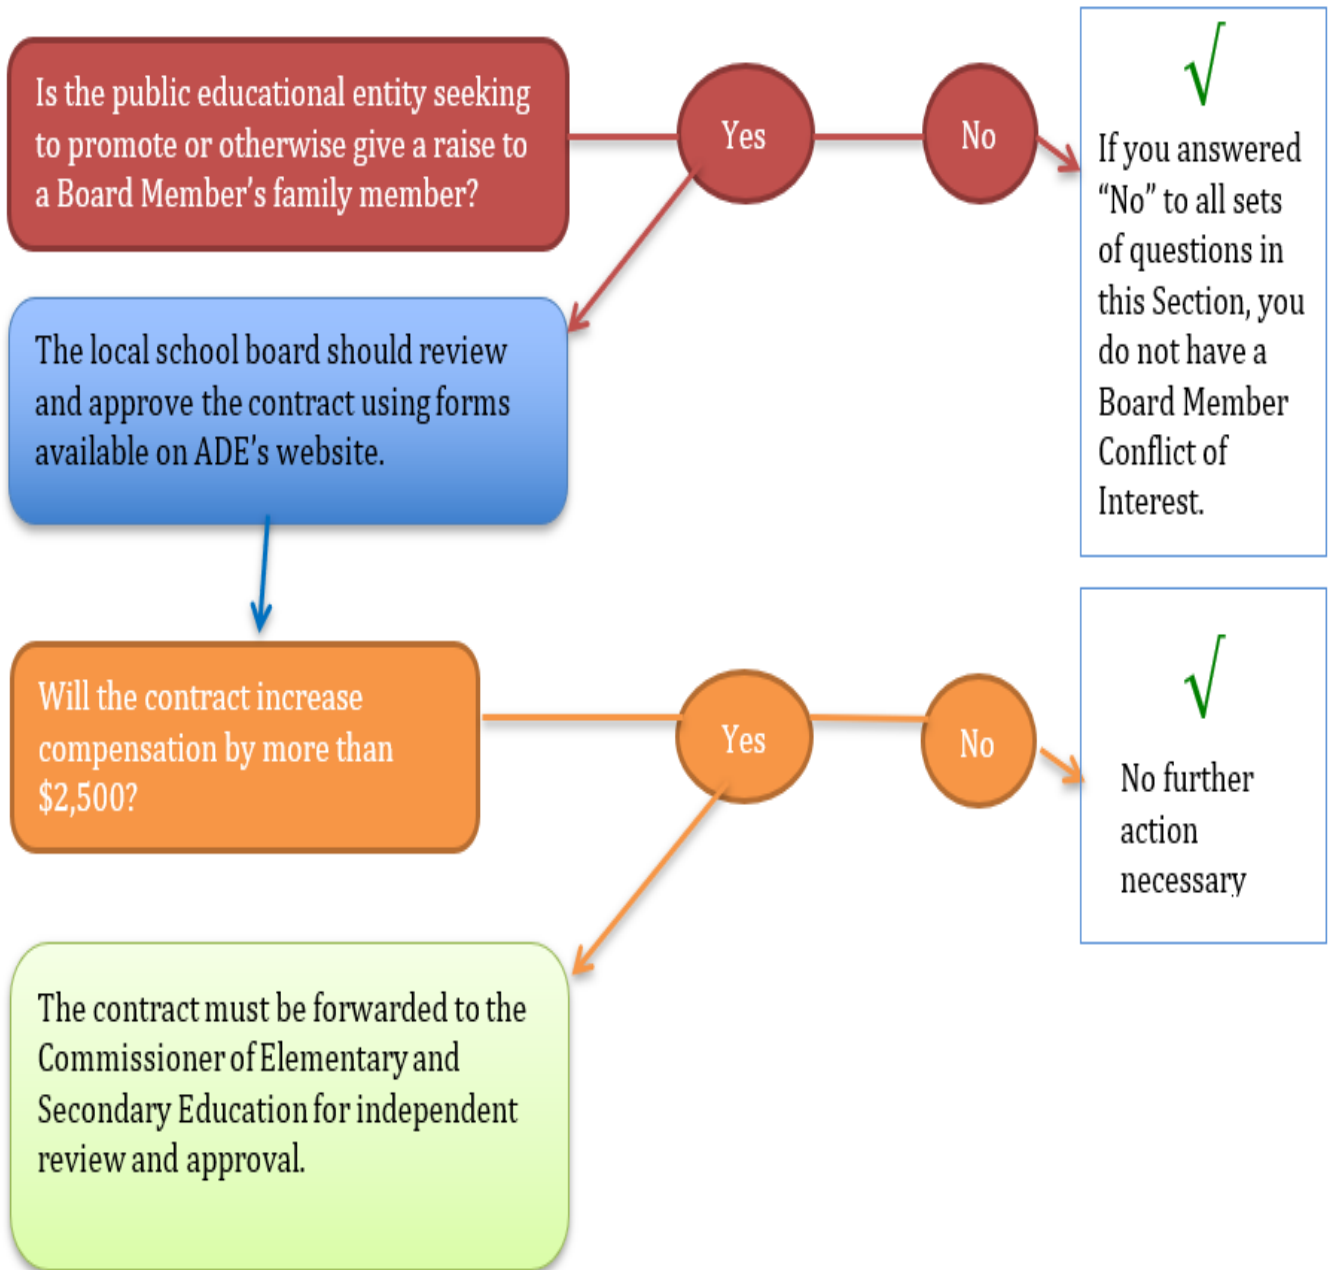 Is the public educational entity seeking
to promote or otherwise give a raise to
a Board Member's family member?
Yes
No
√
If you answered
“No” to all sets
of questions in
this Section, you
do not have a
Board Member
Conflict of
Interest.
The local school board should review
and approve the contract using forms
available on ADE's website.
Will the contract increase
compensation by more than
$2,500?
Yes
No
√
No further
action
necessary
The contract must be forwarded to the
Commissioner of Elementary and
Secondary Education for independent
review and approval.